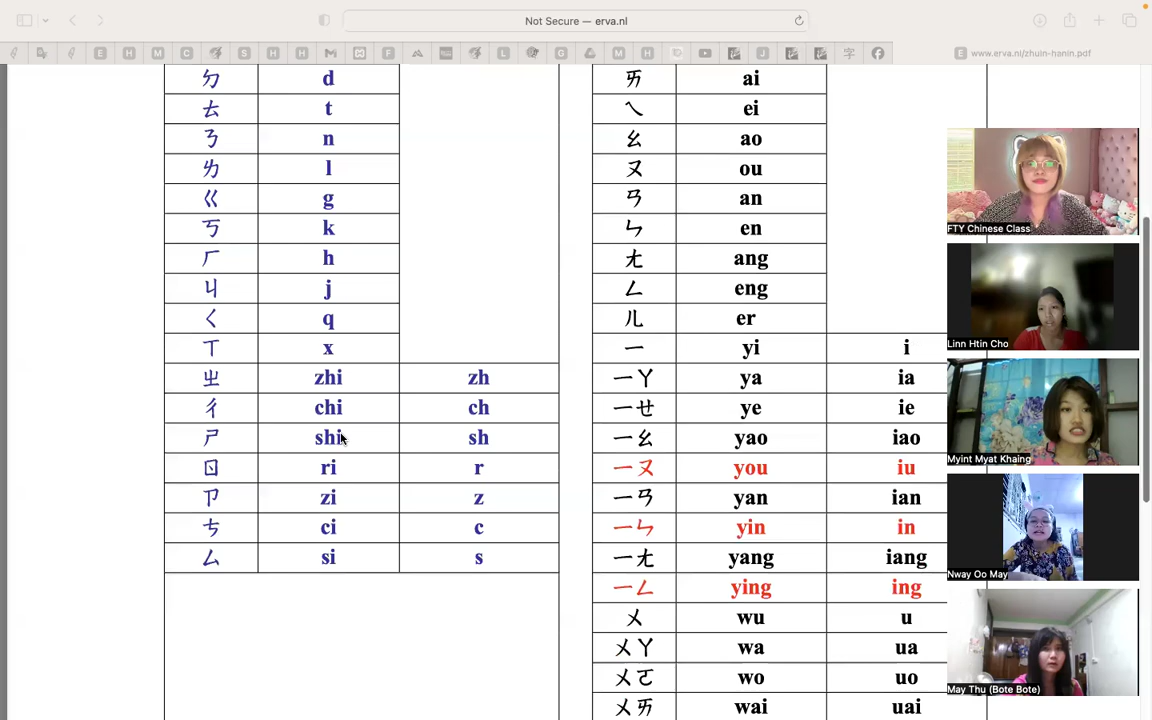 Not Secure — erva.nl
www.erva.nl/zhuin-hanin.pdf
ㄉ d
ㄊ t
ㄋ n
ㄌ l
ㄍ g
ㄎ k
ㄏ h
ㄐ j
ㄑ q
ㄒ x
ㄓ zhi zh
ㄔ chi ch
ㄕ shi sh
ㄖ ri r
ㄗ zi z
ㄘ ci c
ㄙ si s
ㄞ ai
ㄟ ei
ㄠ ao
ㄡ ou
ㄢ an
ㄣ en
ㄤ ang
ㄥ eng
ㄦ er
ㄧ yi i
ㄧㄚ ya ia
ㄧㄝ ye ie
ㄧㄠ yao iao
ㄧㄡ you iu
ㄧㄢ yan ian
ㄧㄣ yin in
ㄧㄤ yang iang
ㄧㄥ ying ing
ㄨ wu u
ㄨㄚ wa ua
ㄨㄛ wo uo
ㄨㄞ wai uai
FTY Chinese Class
Linn Htin Cho
Myint Myat Khaing
Nway Oo May
May Thu (Bote Bote)